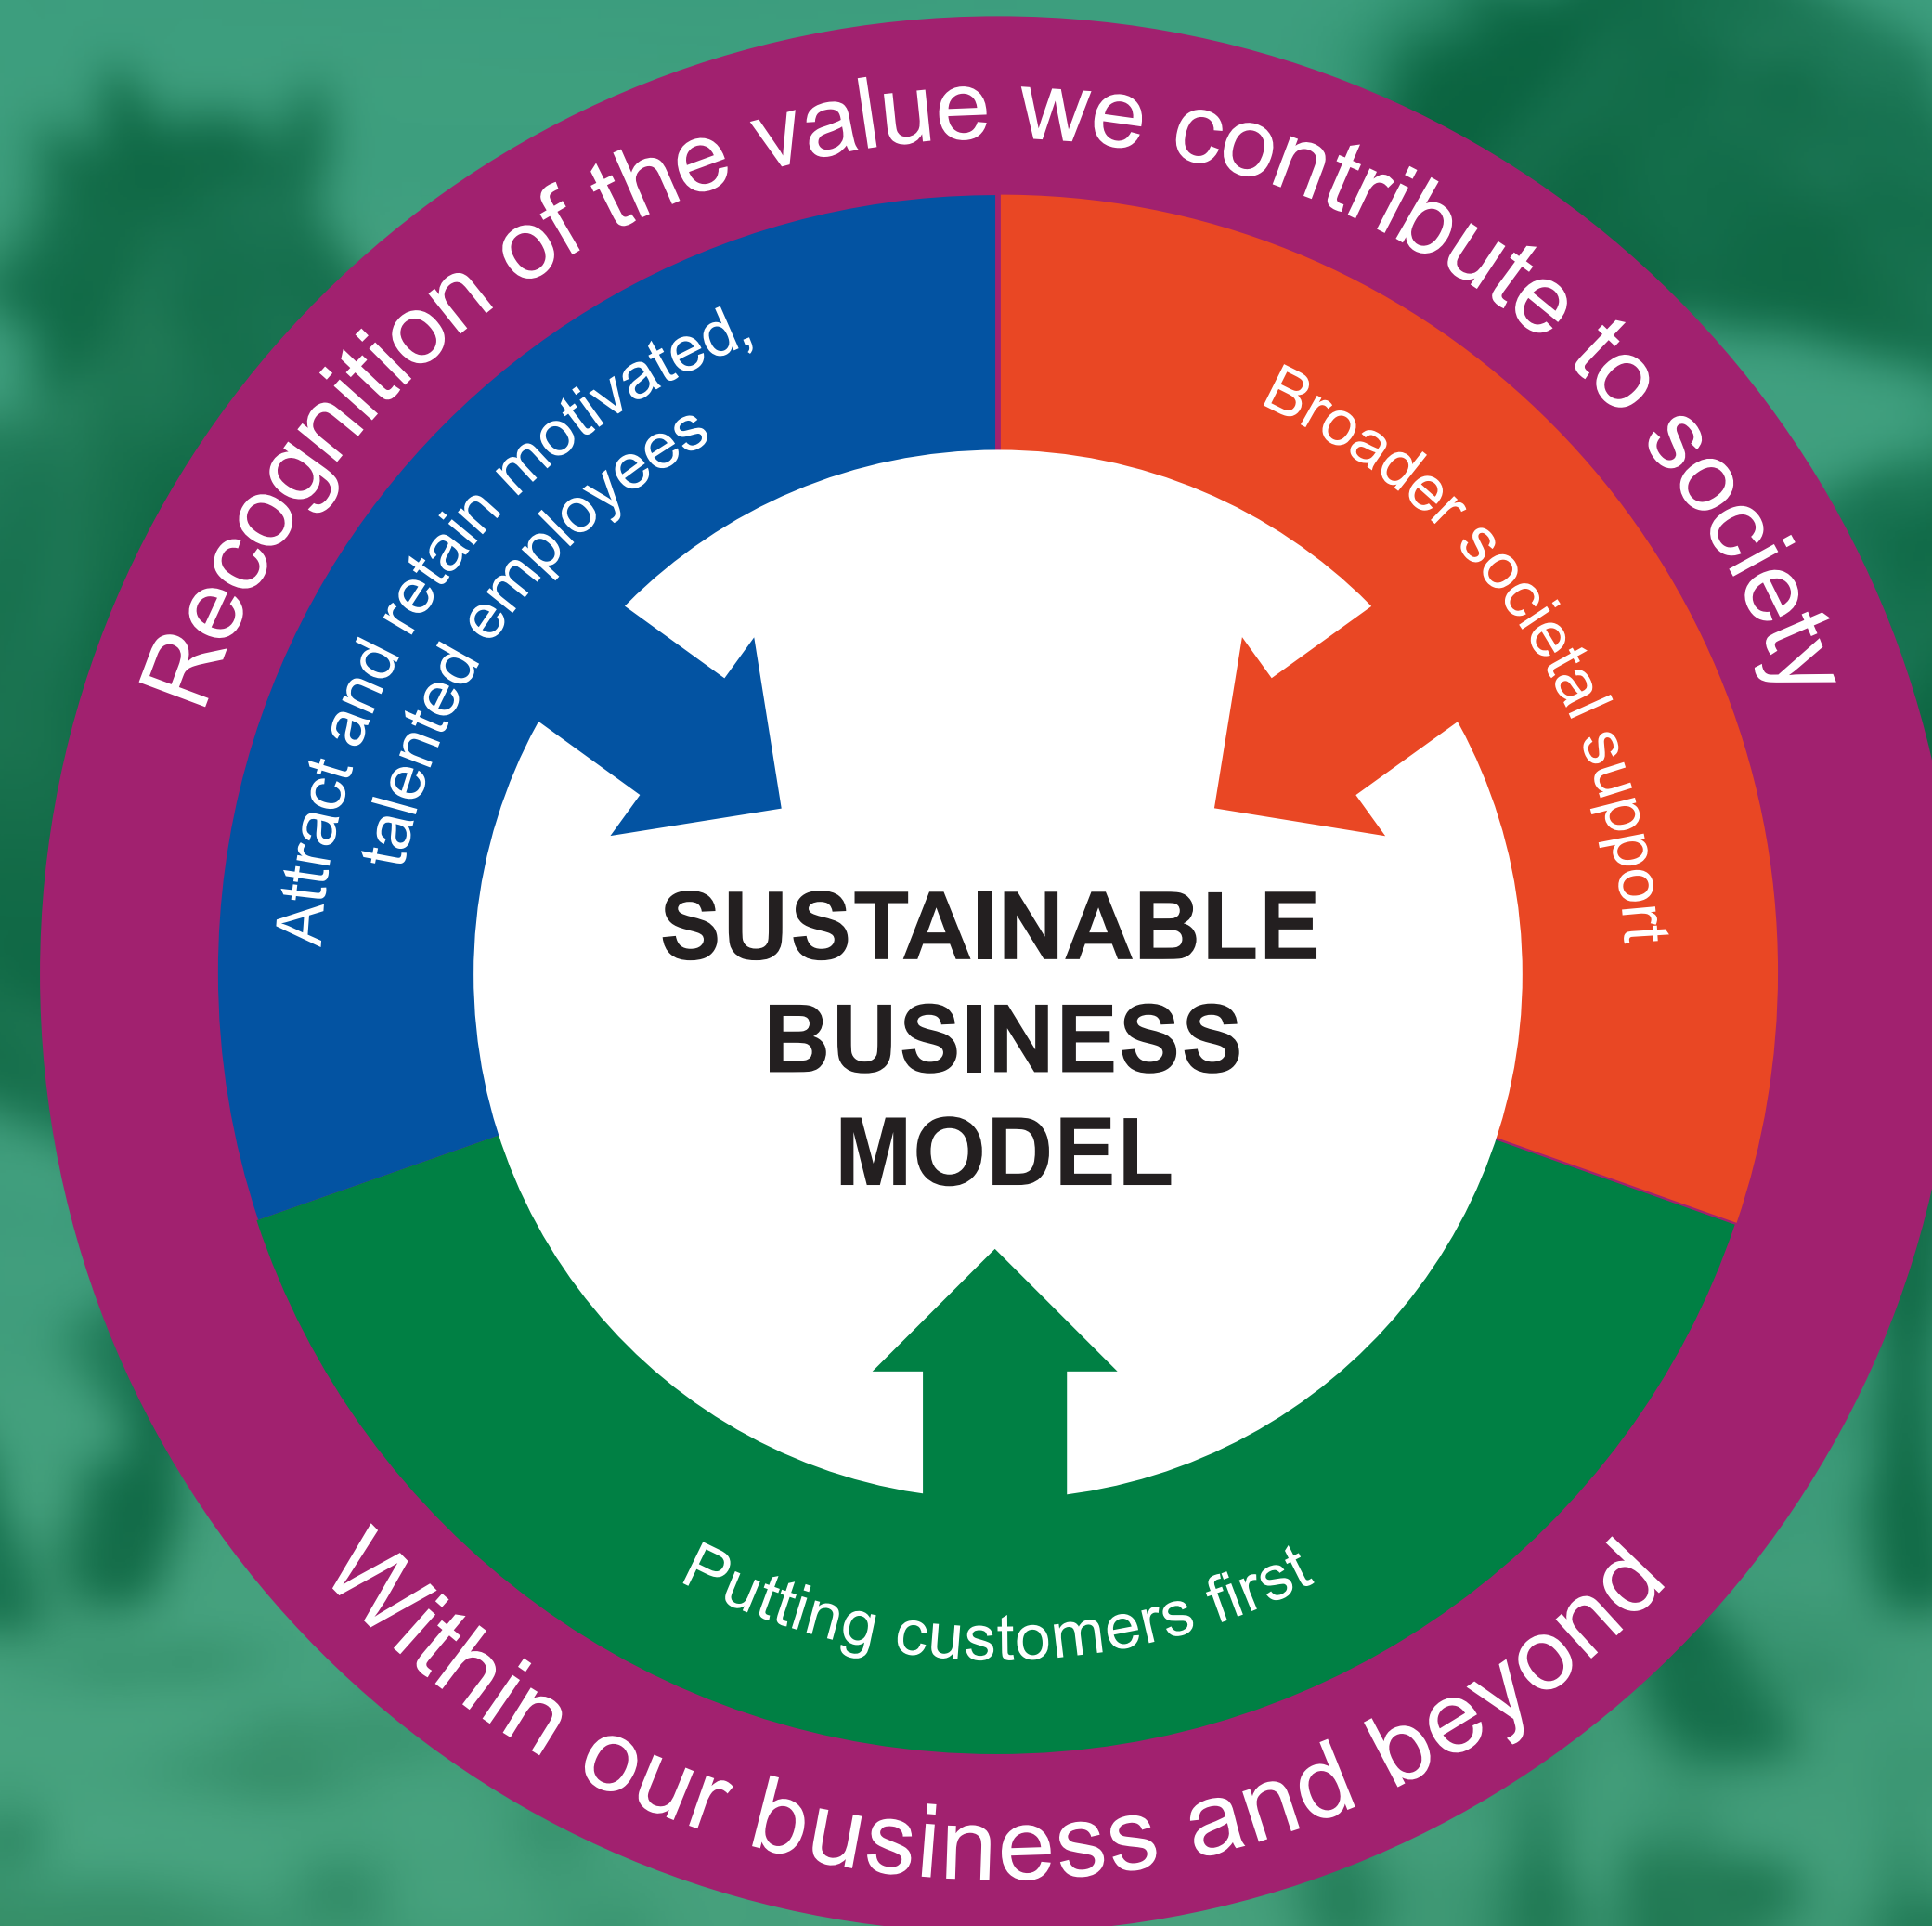 Recognition of the value we contribute to society
Attract and retain motivated,
talented employees
Broader societal support
SUSTAINABLE
BUSINESS
MODEL
Putting customers first
Within our business and beyond